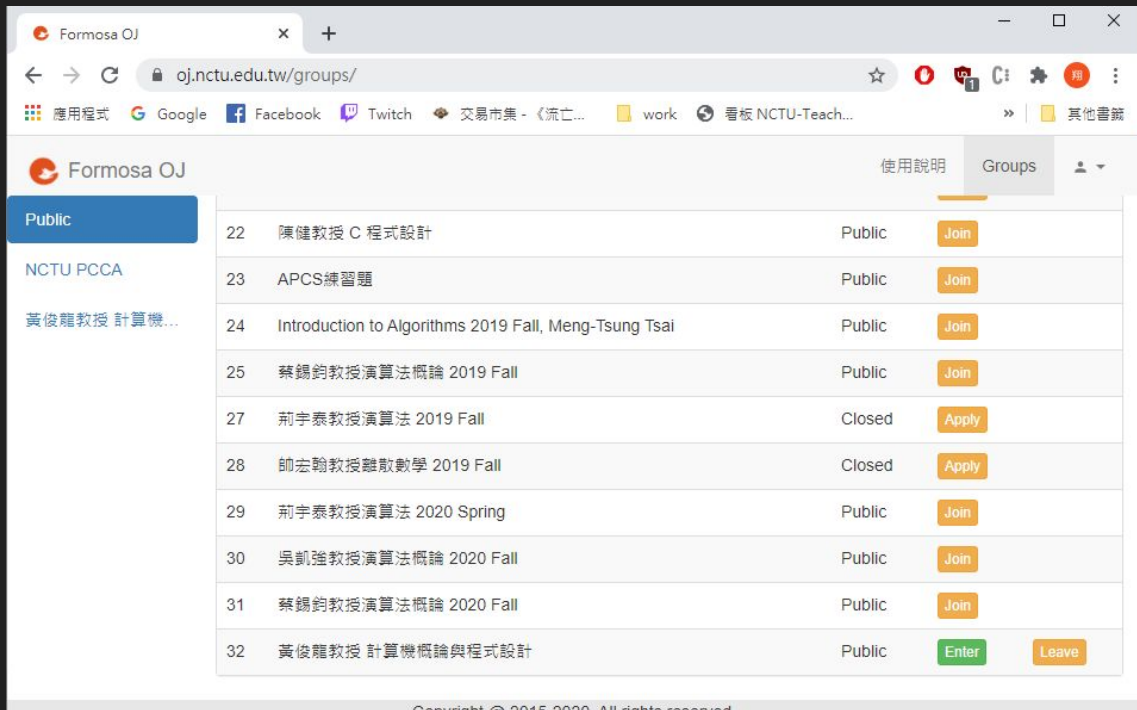 Formosa OJ
oj.nctu.edu.tw/groups/
翔
1
應用程式 Google Facebook Twitch 交易市集 - 《流亡... work 看板 NCTU-Teach... » 其他書籤
Formosa OJ 使用說明 Groups
Public
NCTU PCCA
黃俊龍教授 計算機...
22 陳健教授 C 程式設計 Public Join
23 APCS練習題 Public Join
24 Introduction to Algorithms 2019 Fall, Meng-Tsung Tsai Public Join
25 蔡錫鈞教授演算法概論 2019 Fall Public Join
27 荊宇泰教授演算法 2019 Fall Closed Apply
28 帥宏翰教授離散數學 2019 Fall Closed Apply
29 荊宇泰教授演算法 2020 Spring Public Join
30 吳凱強教授演算法概論 2020 Fall Public Join
31 蔡錫鈞教授演算法概論 2020 Fall Public Join
32 黃俊龍教授 計算機概論與程式設計 Public Enter Leave
Copyright @ 2015-2020. All rights reserved